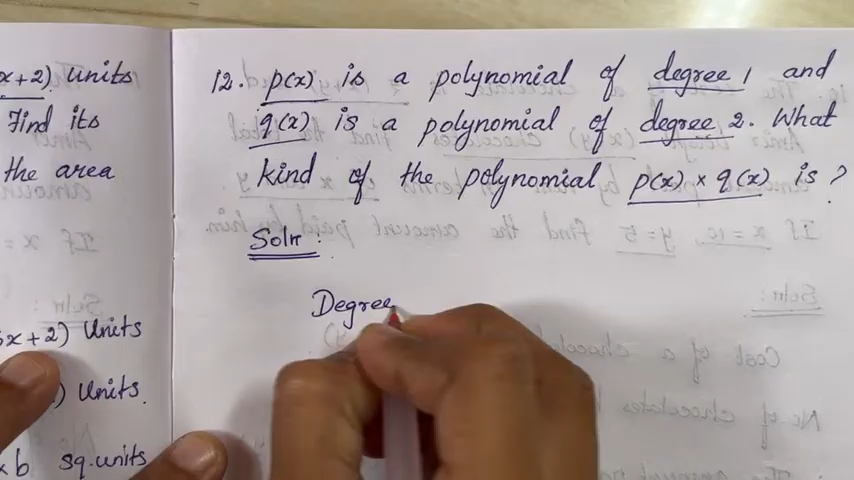 x+2) units
Find its
the area
x+2) Units
) Units.
xb sq.units
12. p(x) is a polynomial of degree 1 and
q(x) is a polynomial of degree 2. What
kind of the polynomial p(x) x q(x) is ?
Soln :
Degree